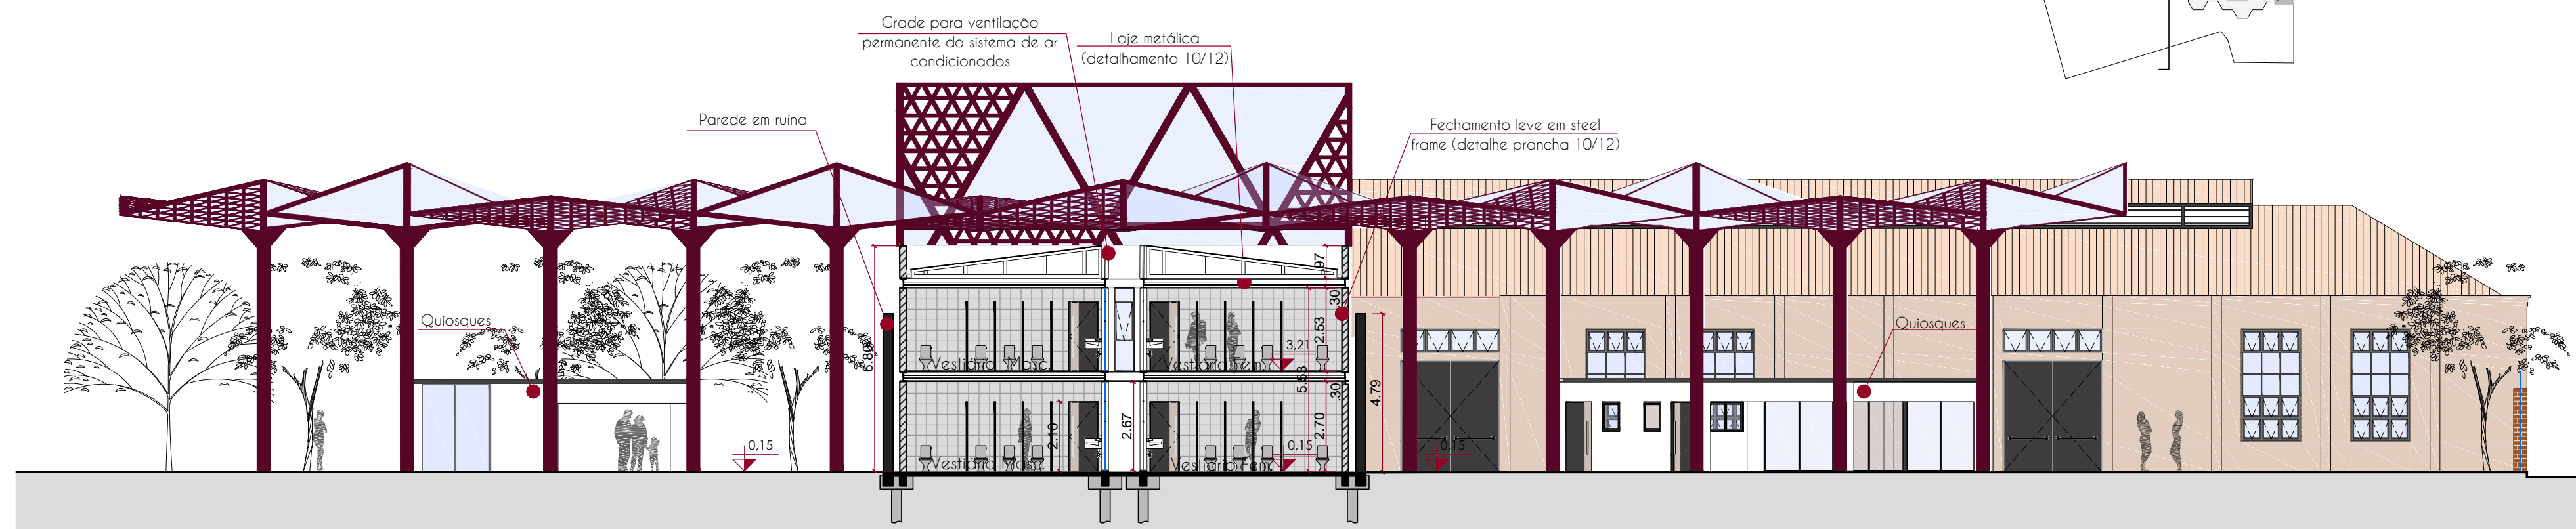 Grade para ventilação
permanente do sistema de ar
condicionados
Laje metálica
(detalhamento 10/12)
Parede em ruína
Fechamento leve em steel
frame (detalhe prancha 10/12)
Quiosques
Quiosques
6.80
.97
.30
2.53
3,21
5.53
.30
4.79
2.70
2.10
2.67
Vestiário Masc.
Vestiário Fem.
Vestiário Masc.
Vestiário Fem.
0,15
0,15
0,15